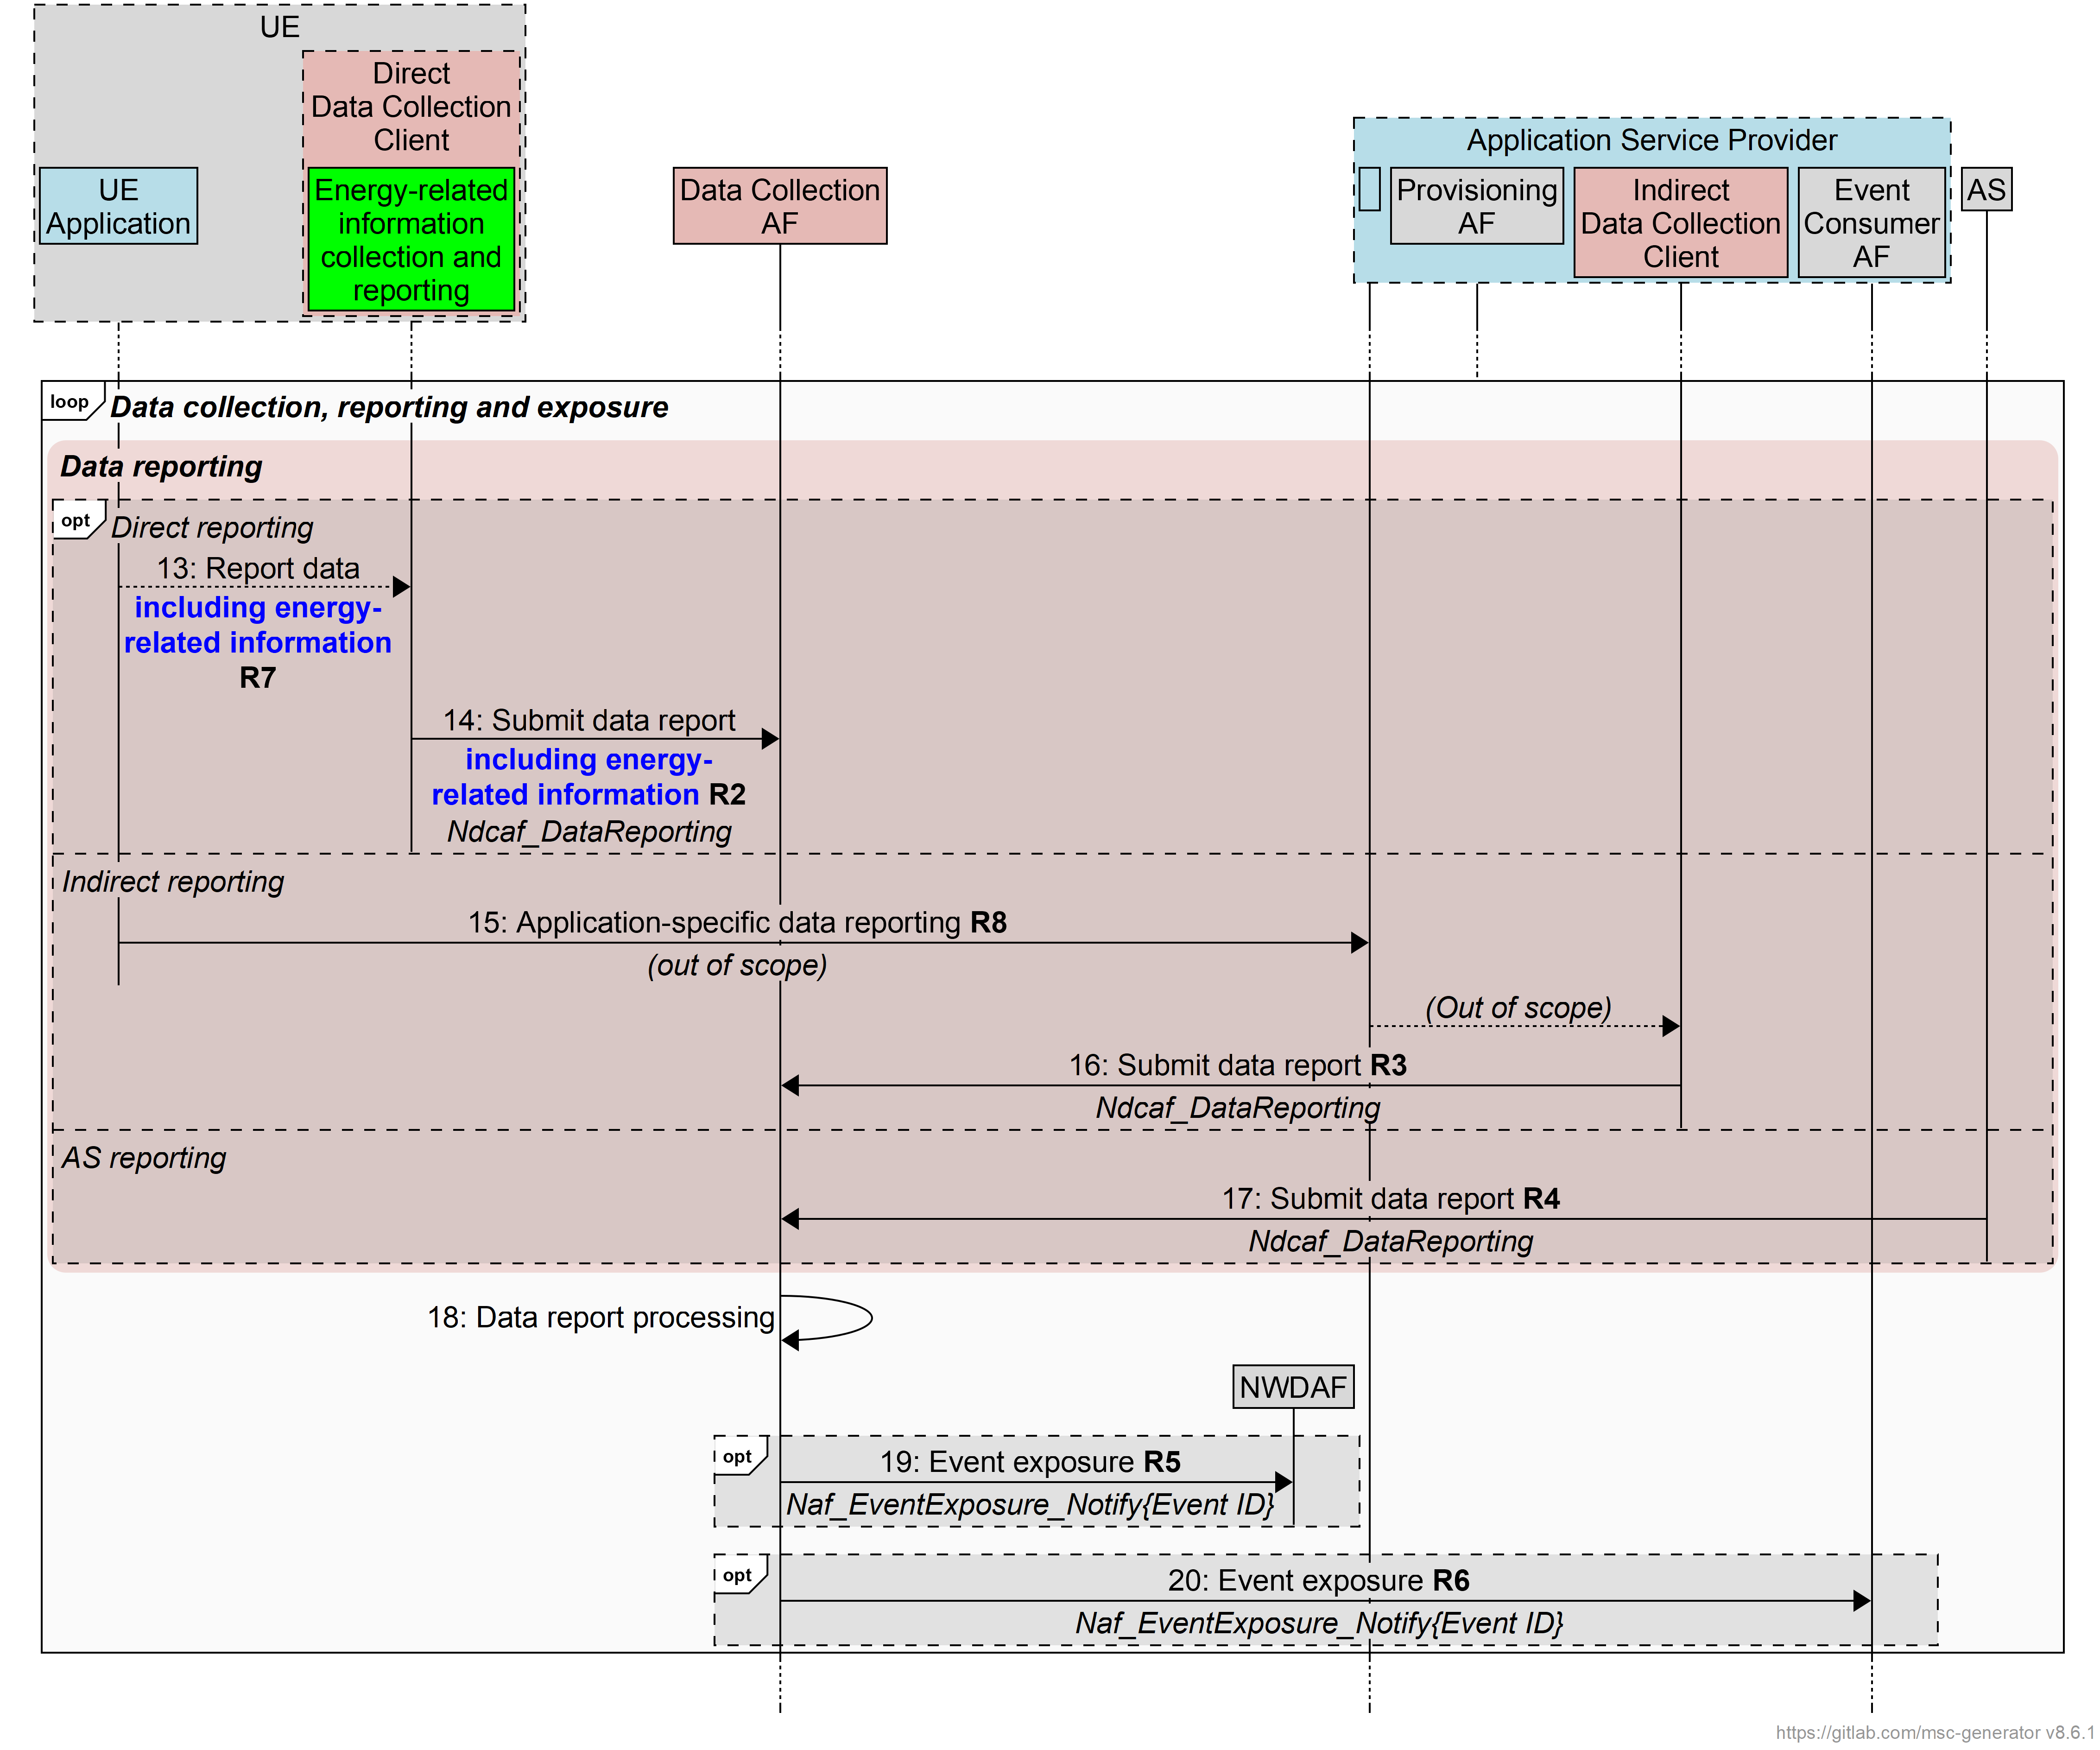 UE
Direct
Data Collection
Client
Application Service Provider
UE
Application
Energy-related
information
collection and
reporting
Data Collection
AF
Provisioning
AF
Indirect
Data Collection
Client
Event
Consumer
AF
AS
loop
Data collection, reporting and exposure
Data reporting
opt
Direct reporting
13: Report data
including energy-
related information
R7
14: Submit data report
including energy-
related information R2
Ndcaf_DataReporting
Indirect reporting
15: Application-specific data reporting R8
(out of scope)
(Out of scope)
16: Submit data report R3
Ndcaf_DataReporting
AS reporting
17: Submit data report R4
Ndcaf_DataReporting
18: Data report processing
NWDAF
opt
19: Event exposure R5
Naf_EventExposure_Notify{Event ID}
opt
20: Event exposure R6
Naf_EventExposure_Notify{Event ID}
https://gitlab.com/msc-generator v8.6.1